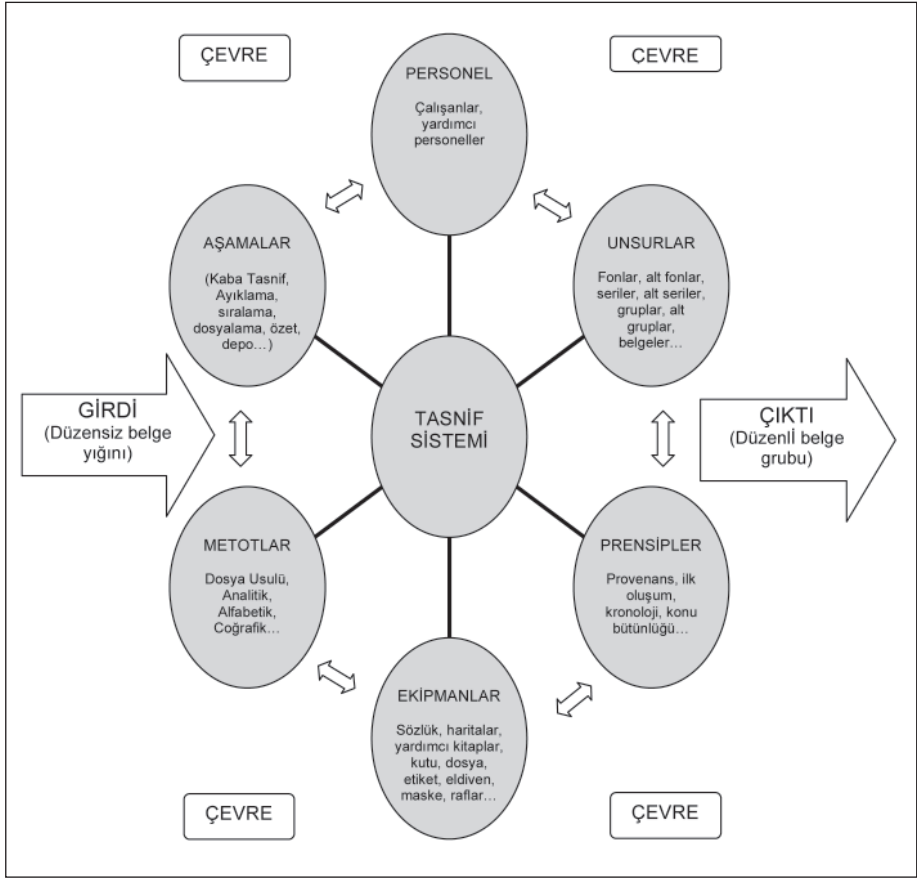 ÇEVRE
ÇEVRE
PERSONEL
Çalışanlar,
yardımcı
personeller
AŞAMALAR
(Kaba Tasnif,
Ayıklama,
sıralama,
dosyalama, özet,
depo…)
UNSURLAR
Fonlar, alt fonlar,
seriler, alt seriler,
gruplar, alt
gruplar,
belgeler…
GİRDİ
(Düzensiz belge
yığını)
TASNİF
SİSTEMİ
ÇIKTI
(Düzenlİ belge
grubu)
METOTLAR
Dosya Usulü,
Analitik,
Alfabetik,
Coğrafik…
PRENSİPLER
Provenans, ilk
oluşum,
kronoloji, konu
bütünlüğü…
EKİPMANLAR
Sözlük, haritalar,
yardımcı kitaplar,
kutu, dosya,
etiket, eldiven,
maske, raflar…
ÇEVRE
ÇEVRE